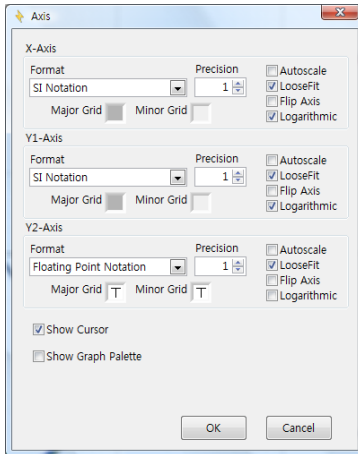 Axis
X-Axis
Format Precision
SI Notation 1
Autoscale
LooseFit
Flip Axis
Logarithmic
Major Grid Minor Grid
Y1-Axis
Format Precision
SI Notation 1
Autoscale
LooseFit
Flip Axis
Logarithmic
Major Grid Minor Grid
Y2-Axis
Format Precision
Floating Point Notation 1
Autoscale
LooseFit
Flip Axis
Logarithmic
Major Grid T Minor Grid T
Show Cursor
Show Graph Palette
OK Cancel